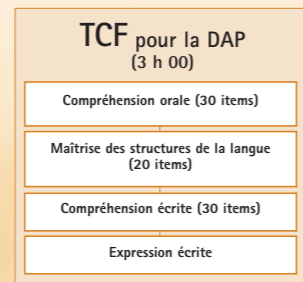 TCF pour la DAP
(3 h 00)
Compréhension orale (30 items)
Maîtrise des structures de la langue
(20 items)
Compréhension écrite (30 items)
Expression écrite